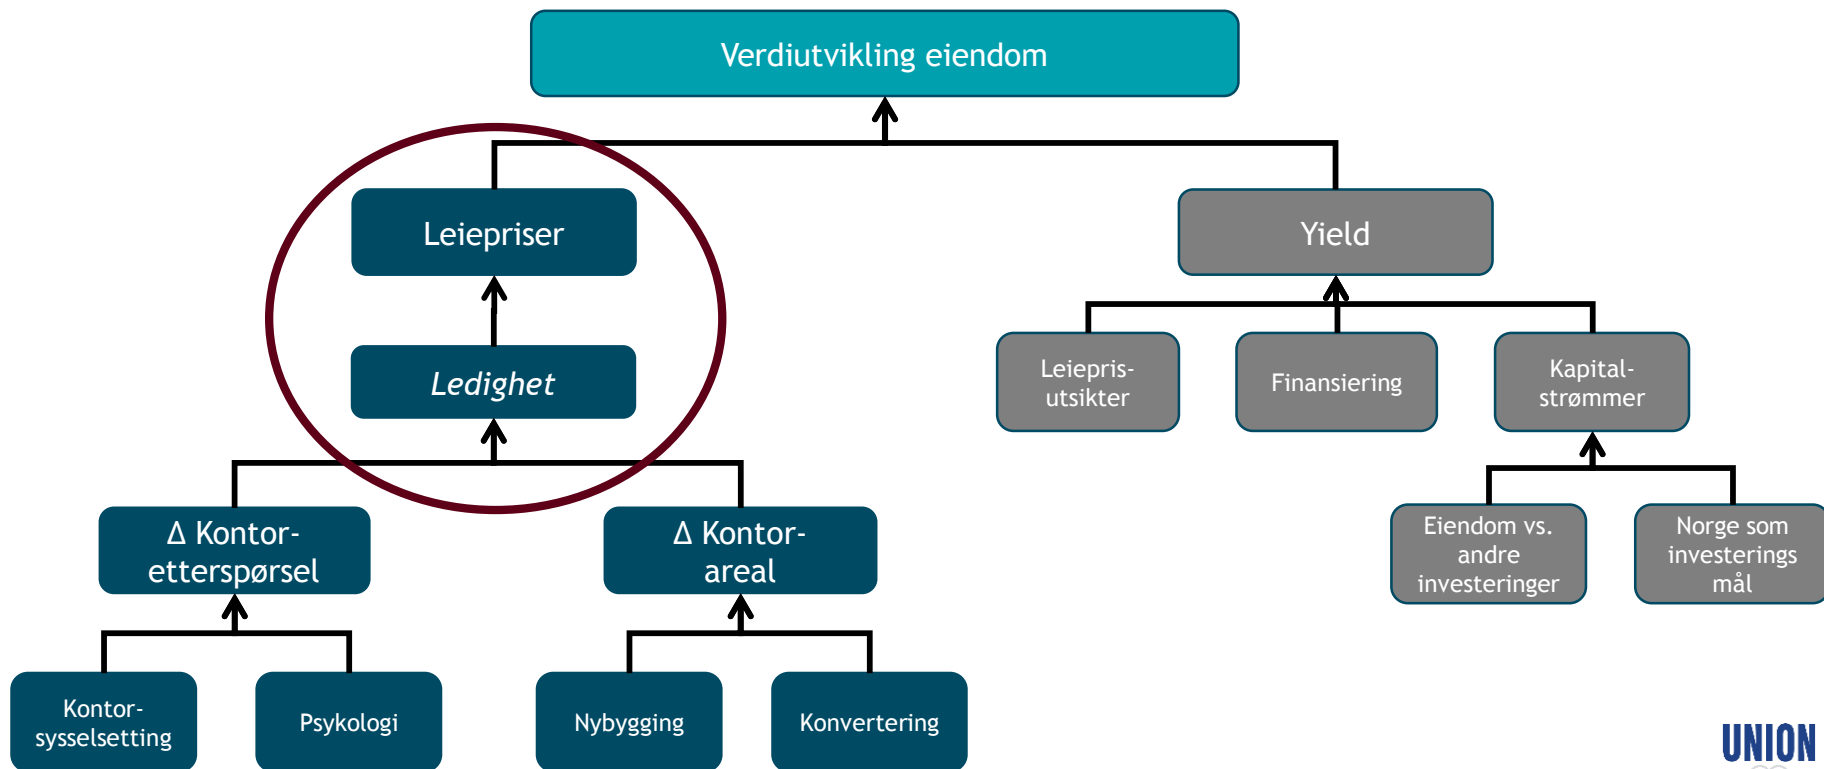 Verdiutvikling eiendom
Leiepriser
Yield
Ledighet
Leiepris-
utsikter
Finansiering
Kapital-
strømmer
Δ Kontor-
etterspørsel
Δ Kontor-
areal
Eiendom vs.
andre
investeringer
Norge som
investerings
mål
Kontor-
sysselsetting
Psykologi
Nybygging
Konvertering
UNION